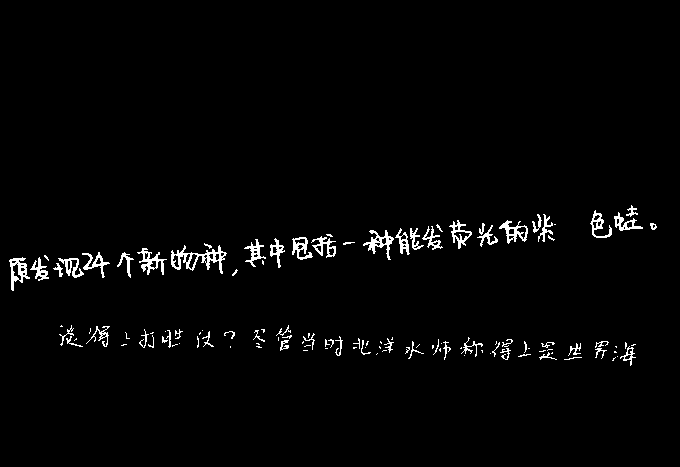 原发现24个新物种,其中包括一种能发荧光的紫 色蛙。
谈得上打胜仗?尽管当时北洋水师称得上是世界海